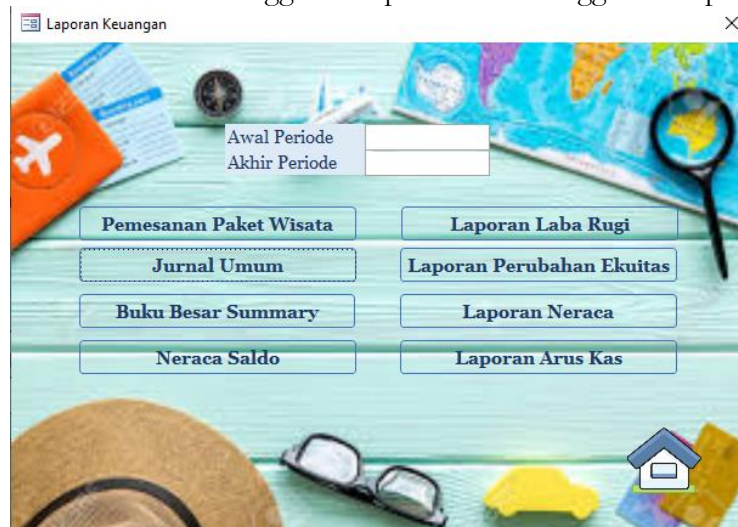 Laporan Keuangan
Awal Periode
Akhir Periode
Pemesanan Paket Wisata
Laporan Laba Rugi
Jurnal Umum
Laporan Perubahan Ekuitas
Buku Besar Summary
Laporan Neraca
Neraca Saldo
Laporan Arus Kas